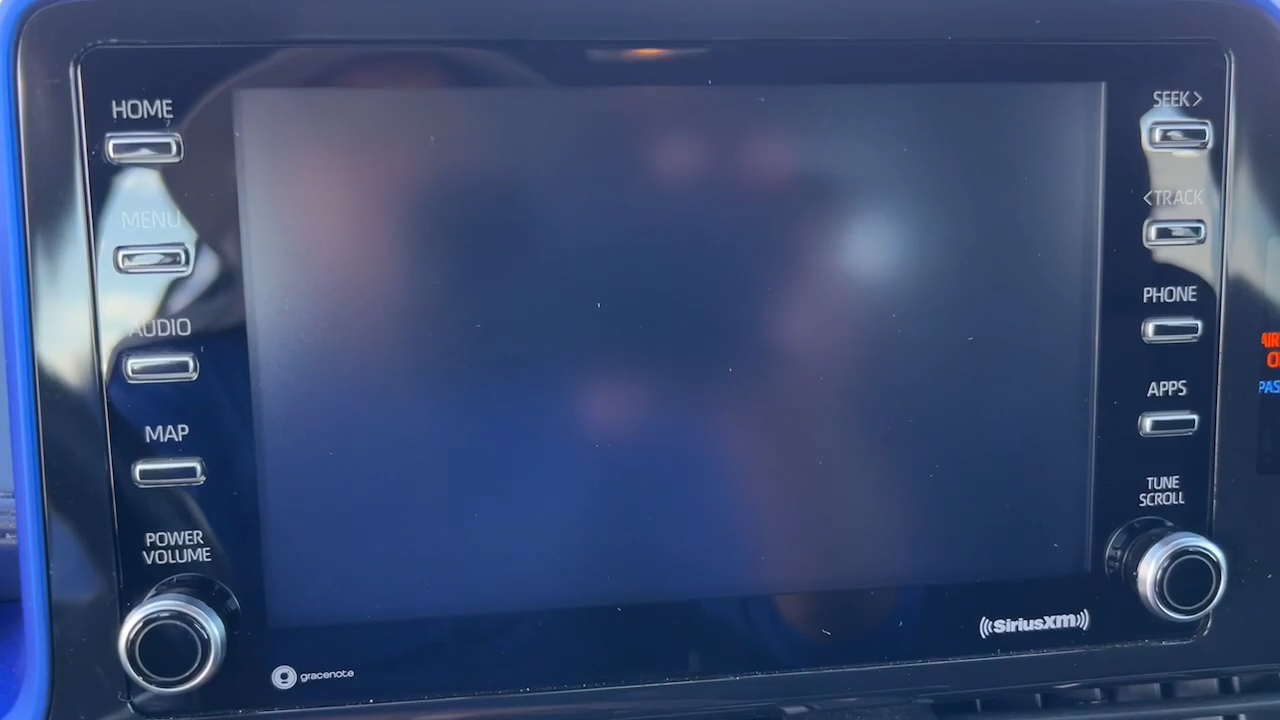 HOME
MENU
AUDIO
MAP
POWER
VOLUME
gracenote
SEEK>
<TRACK
PHONE
APPS
TUNE
SCROLL
((SiriusXM))